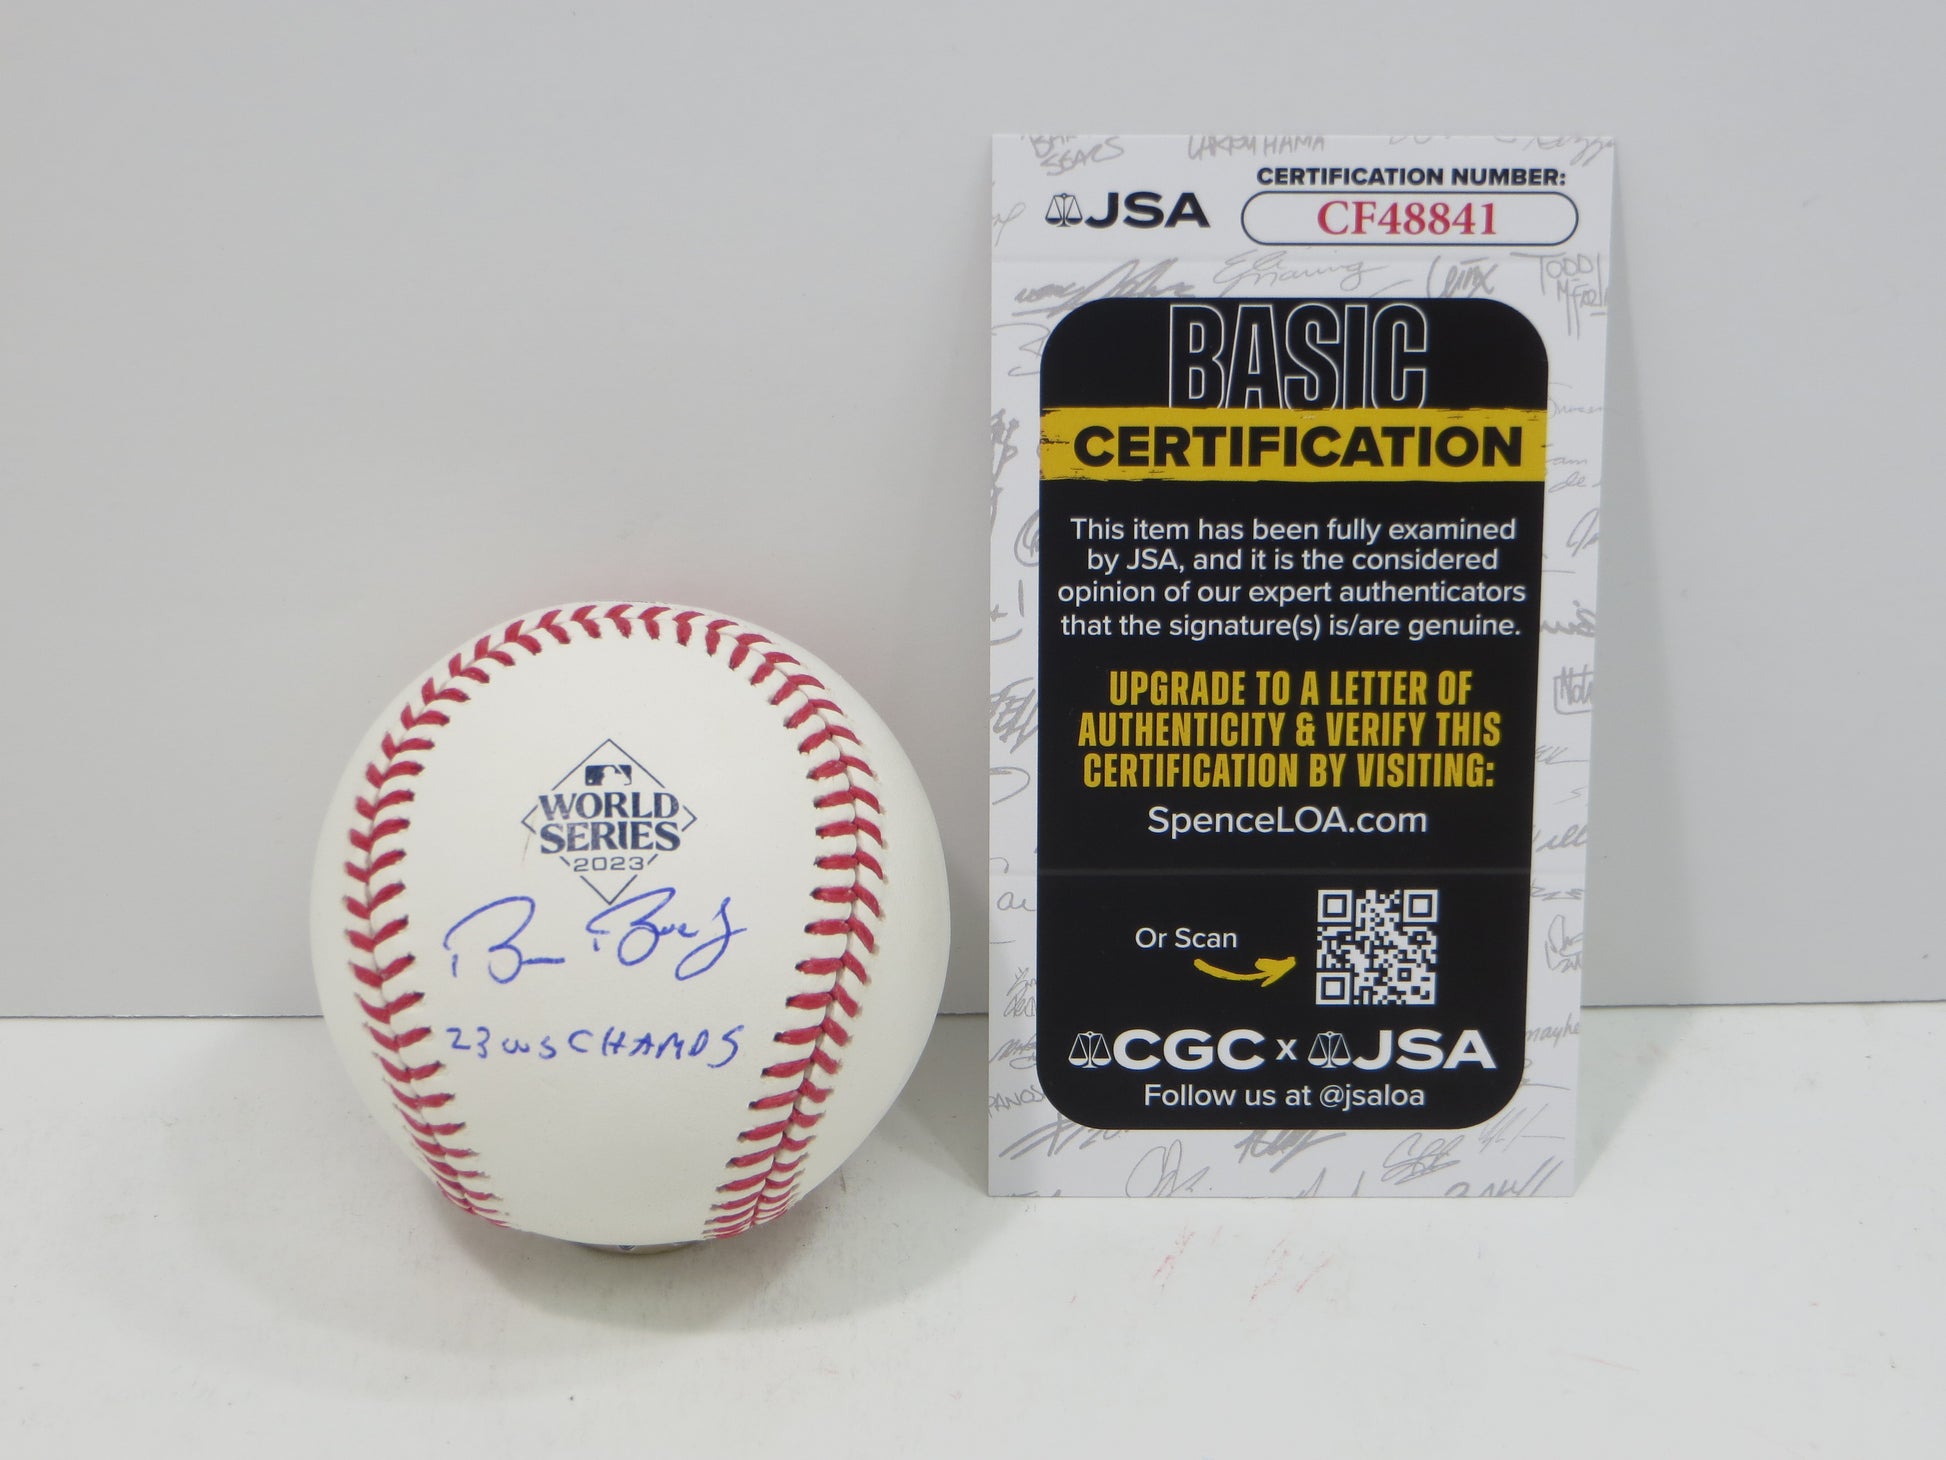 WORLD
SERIES
2023
23 WS CHAMPS
JSA
CERTIFICATION NUMBER:
CF48841
BASIC
CERTIFICATION
This item has been fully examined
by JSA, and it is the considered
opinion of our expert authenticators
that the signature(s) is/are genuine.
UPGRADE TO A LETTER OF
AUTHENTICITY & VERIFY THIS
CERTIFICATION BY VISITING:
SpenceLOA.com
Or Scan
CGC x JSA
Follow us at @jsaloa